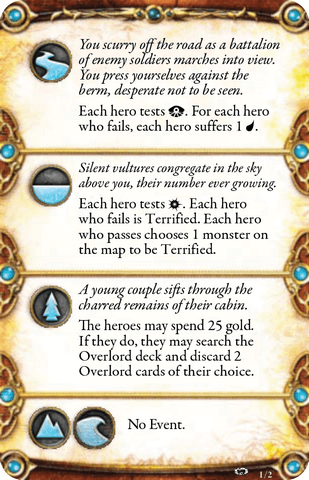 You scurry off the road as a battalion
of enemy soldiers marches into view.
You press yourselves against the
berm, desperate not to be seen.
Each hero tests . For each hero
who fails, each hero suffers 1 .
Silent vultures congregate in the sky
above you, their number ever growing.
Each hero tests . Each hero
who fails is Terrified. Each hero
who passes chooses 1 monster on
the map to be Terrified.
A young couple sifts through the
charred remains of their cabin.
The heroes may spend 25 gold.
If they do, they may search the
Overlord deck and discard 2
Overlord cards of their choice.
No Event.
1/2